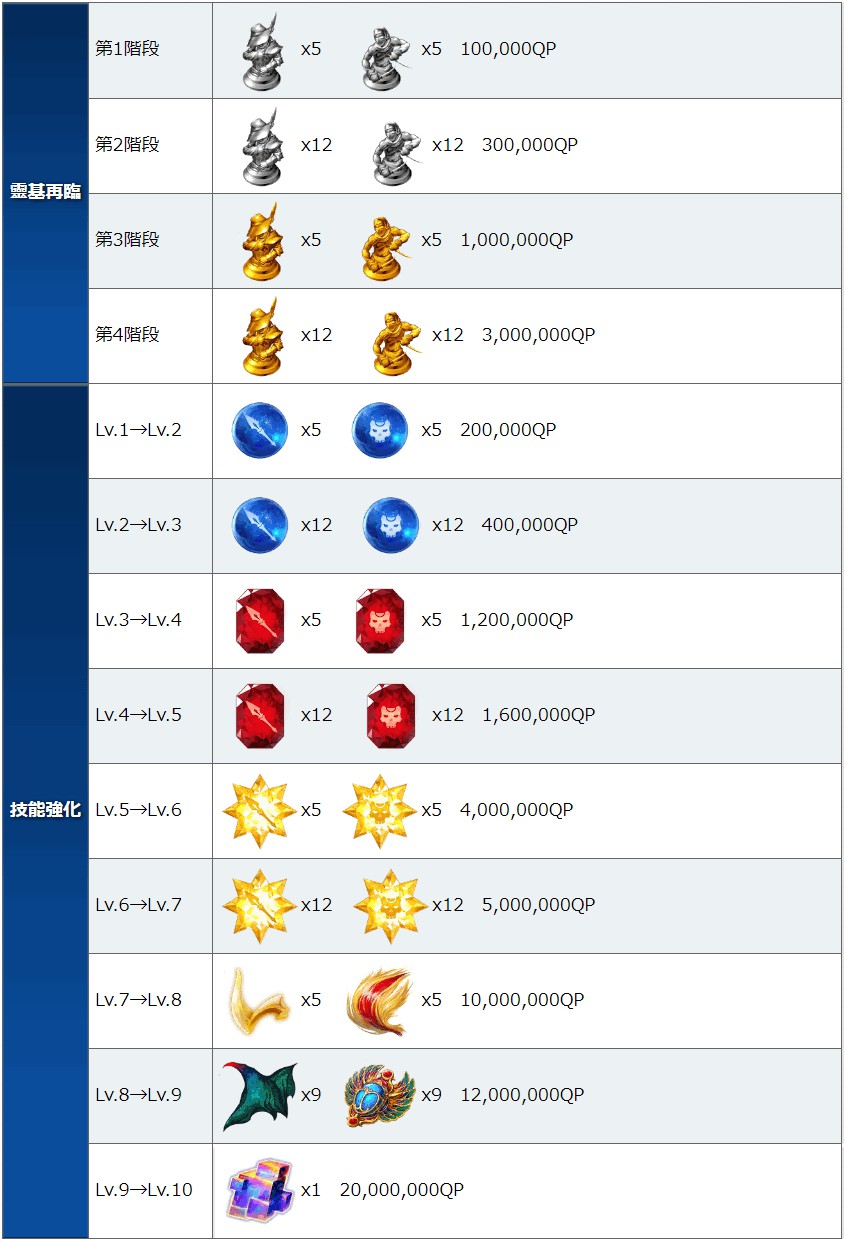 靈基再臨
第1階段 x5 x5 100,000QP
第2階段 x12 x12 300,000QP
第3階段 x5 x5 1,000,000QP
第4階段 x12 x12 3,000,000QP
技能強化
Lv.1→Lv.2 x5 x5 200,000QP
Lv.2→Lv.3 x12 x12 400,000QP
Lv.3→Lv.4 x5 x5 1,200,000QP
Lv.4→Lv.5 x12 x12 1,600,000QP
Lv.5→Lv.6 x5 x5 4,000,000QP
Lv.6→Lv.7 x12 x12 5,000,000QP
Lv.7→Lv.8 x5 x5 10,000,000QP
Lv.8→Lv.9 x9 x9 12,000,000QP
Lv.9→Lv.10 x1 20,000,000QP